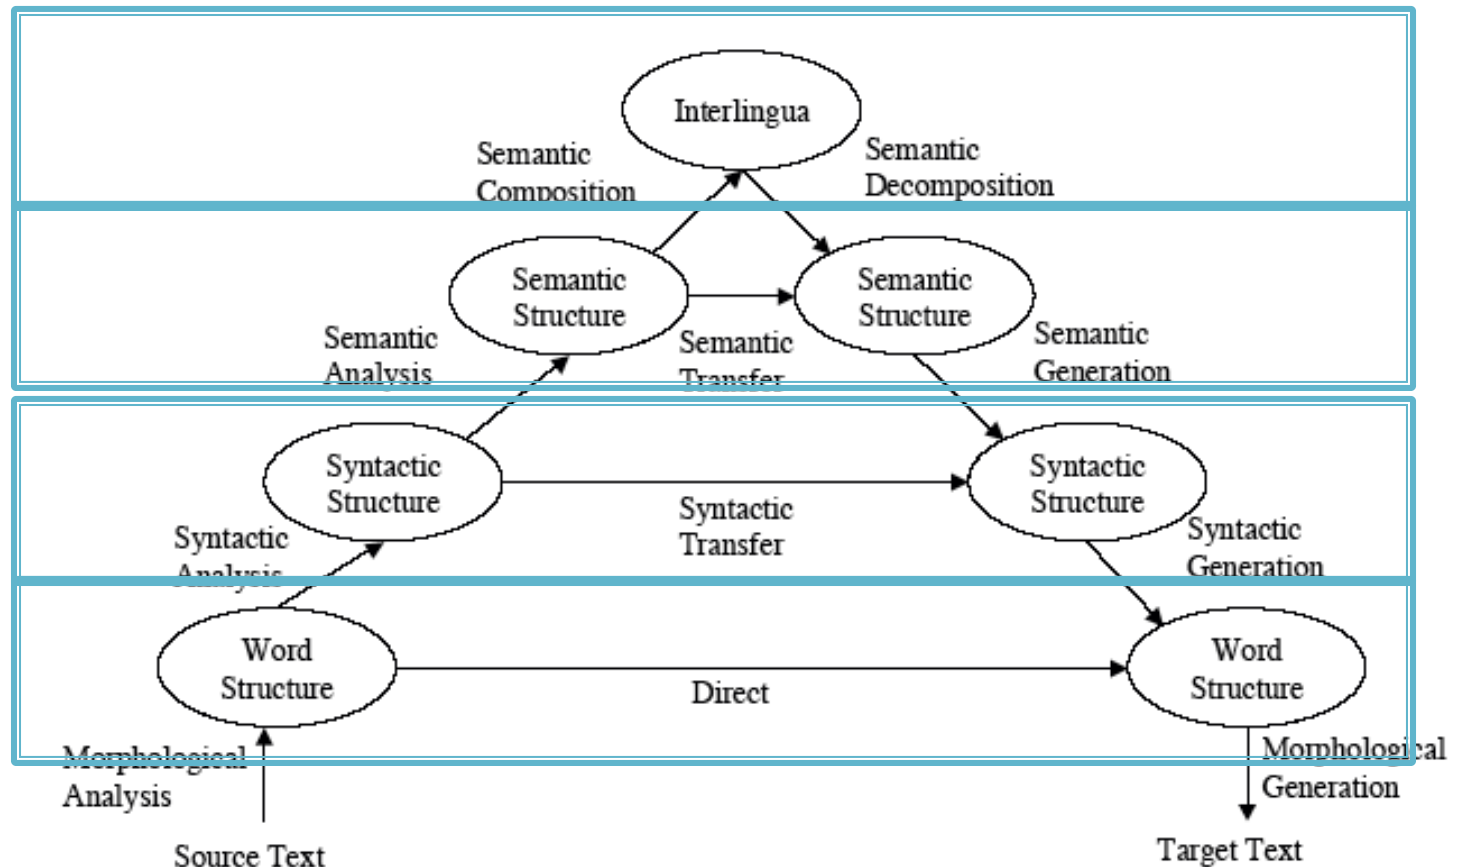 Interlingua
Semantic
Composition
Semantic
Decomposition
Semantic
Structure
Semantic
Structure
Semantic
Analysis
Semantic
Transfer
Semantic
Generation
Syntactic
Structure
Syntactic
Structure
Syntactic
Analysis
Syntactic
Transfer
Syntactic
Generation
Word
Structure
Word
Structure
Direct
Morphological
Analysis
Morphological
Generation
Source Text
Target Text